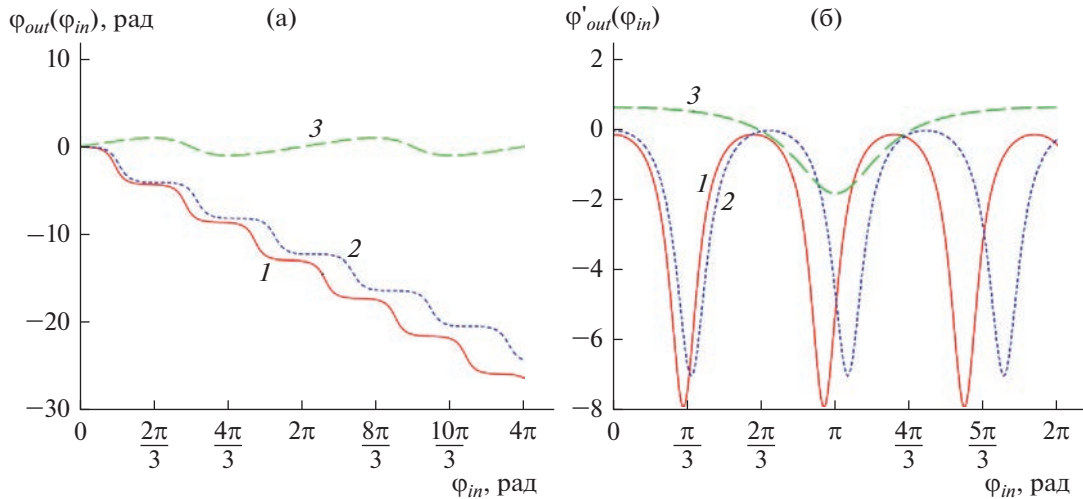 φout(φin), рад
(а)
10
0
−10
−20
−30
3
2
1
0
2π/3
4π/3
2π
8π/3
10π/3
4π
φin, рад
φ'out(φin)
(б)
2
0
−2
−4
−6
−8
3
1
2
0
π/3
2π/3
π
4π/3
5π/3
2π
φin, рад